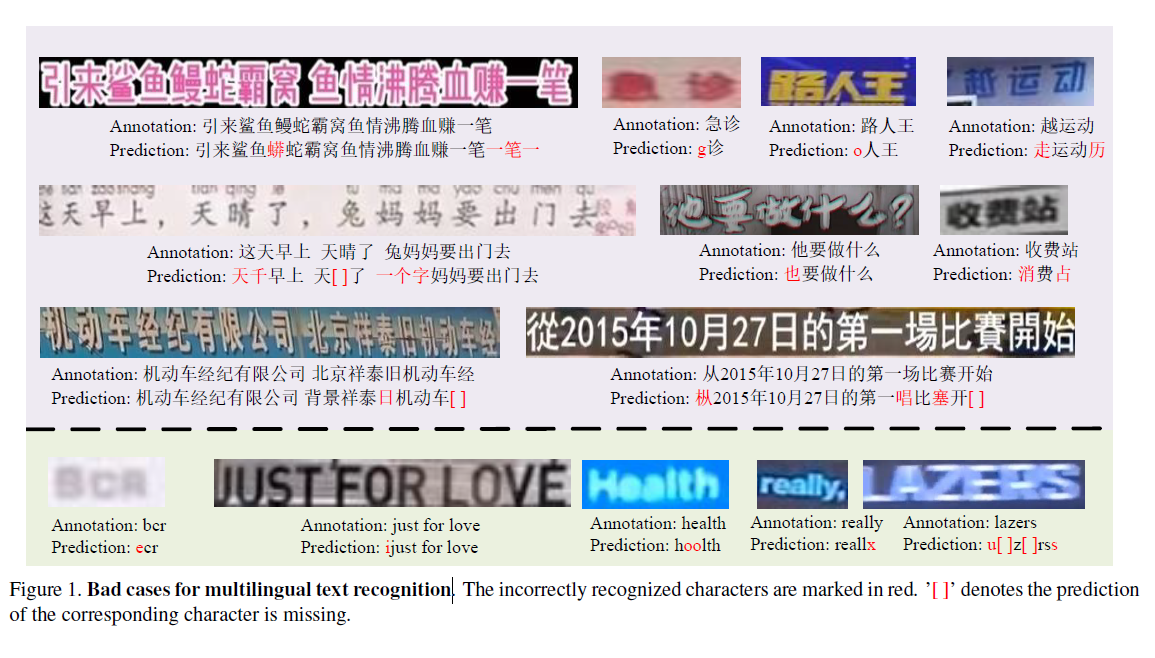 引来鲨鱼鳗蛇霸窝 鱼情沸腾血赚一笔
急诊
路人王
越运动
Annotation: 引来鲨鱼鳗蛇霸窝鱼情沸腾血赚一笔
Prediction: 引来鲨鱼蟒蛇霸窝鱼情沸腾血赚一笔一笔一
Annotation: 急诊
Prediction: g诊
Annotation: 路人王
Prediction: o人王
Annotation: 越运动
Prediction: 走运动历
tian qing le tu ma ma yao chu men qu
这天早上，天晴了，兔妈妈要出门去
他要做什么?
收费站
Annotation: 这天早上 天晴了 兔妈妈要出门去
Prediction: 天千早上 天[ ]了 一个字妈妈要出门去
Annotation: 他要做什么
Prediction: 也要做什么
Annotation: 收费站
Prediction: 消费占
机动车经纪有限公司 北京祥泰旧机动车经
從2015年10月27日的第一場比賽開始
Annotation: 机动车经纪有限公司 北京祥泰旧机动车经
Prediction: 机动车经纪有限公司 背景祥泰日机动车[ ]
Annotation: 从2015年10月27日的第一场比赛开始
Prediction: 枞2015年10月27日的第一唱比塞开[ ]
BCR
JUST FOR LOVE
Health
really,
LAZERS
Annotation: bcr
Prediction: ecr
Annotation: just for love
Prediction: ijust for love
Annotation: health
Prediction: hoolth
Annotation: really
Prediction: reallx
Annotation: lazers
Prediction: u[ ]z[ ]rss
Figure 1. Bad cases for multilingual text recognition. The incorrectly recognized characters are marked in red. ’[ ]’ denotes the prediction
of the corresponding character is missing.